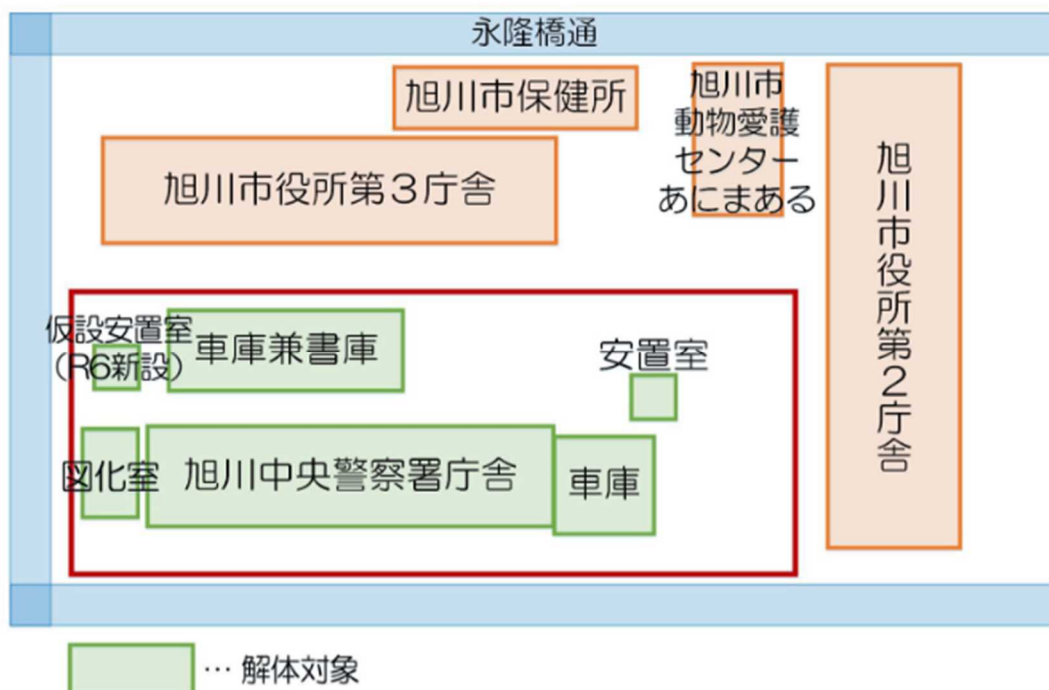 永隆橋通
旭川市保健所
旭川市
動物愛護
センター
あにまある
旭川市役所第３庁舎
旭川市役所第２庁舎
仮設安置室
（R6新設）
車庫兼書庫
安置室
図化室
旭川中央警察署庁舎
車庫
… 解体対象